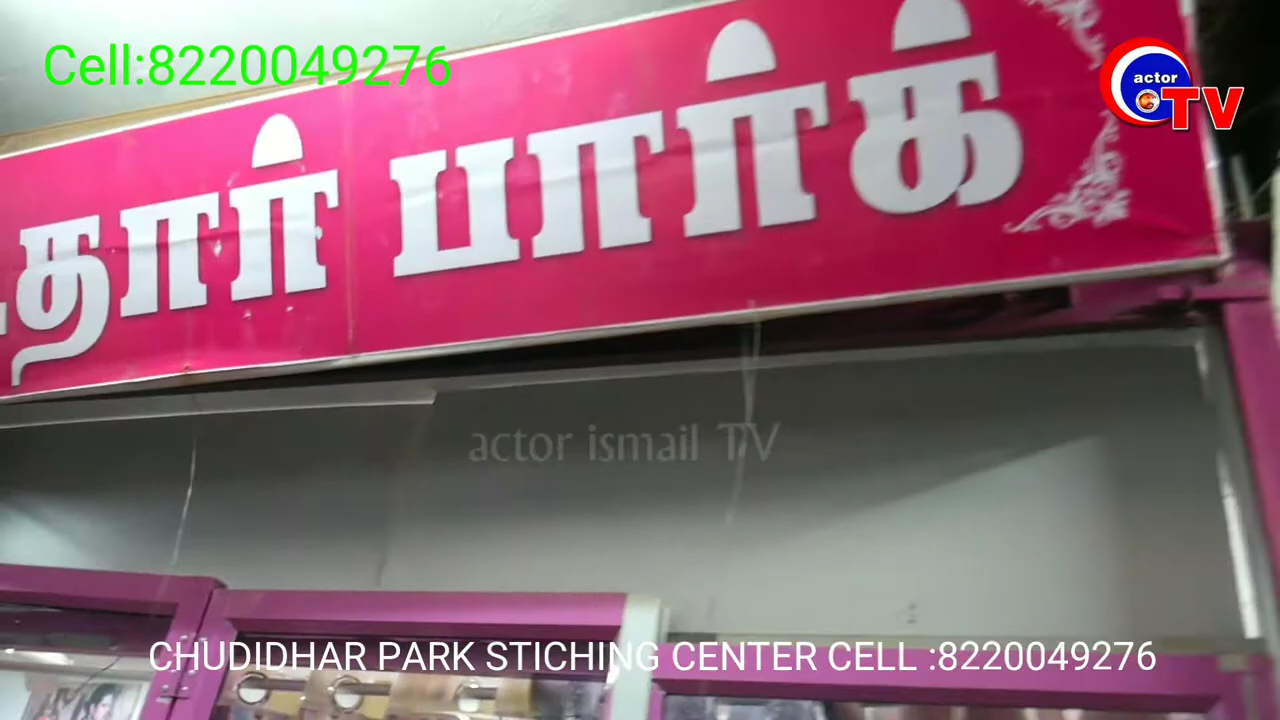 Cell:8220049276
actor
TV
தார் பார்க்
actor ismail TV
CHUDIDHAR PARK STICHING CENTER CELL :8220049276